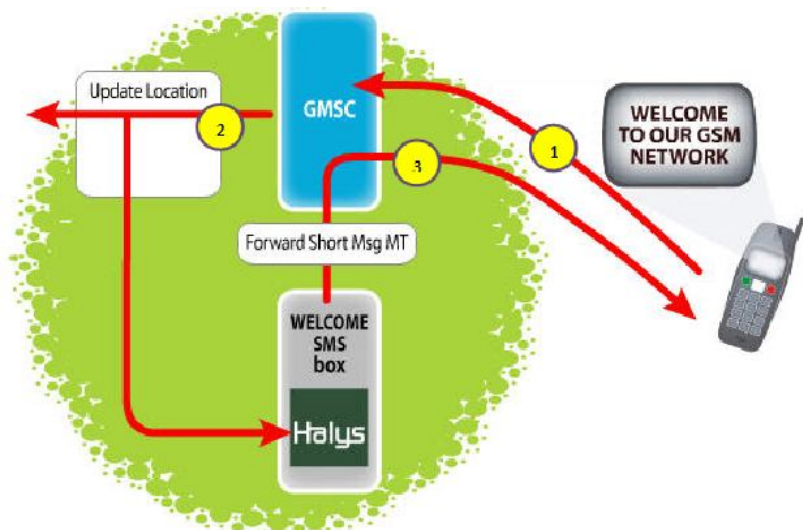 Update Location
2
GMSC
1
3
WELCOME
TO OUR GSM
NETWORK
Forward Short Msg MT
WELCOME
SMS
box
Halys